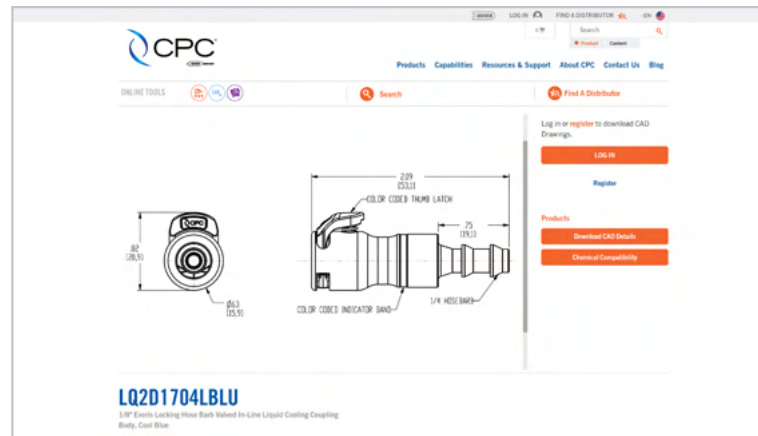 LOG IN
FIND A DISTRIBUTOR
EN
CPC
Search
Product Content
Products Capabilities Resources & Support About CPC Contact Us Blog
ONLINE TOOLS
Search
Find A Distributor
Log in or register to download CAD
Drawings.
LOG IN
Register
Products
Download CAD Details
Chemical Compatibility
2.09
[53,1]
COLOR CODED THUMB LATCH
.75
[19,1]
CPC
.82
[20,9]
Ø.63
[15,9]
COLOR CODED INDICATOR BAND
1/4 HOSEBARB
LQ2D1704LBLU
1/8" Everis Locking Hose Barb Valved In-Line Liquid Cooling Coupling
Body, Cool Blue